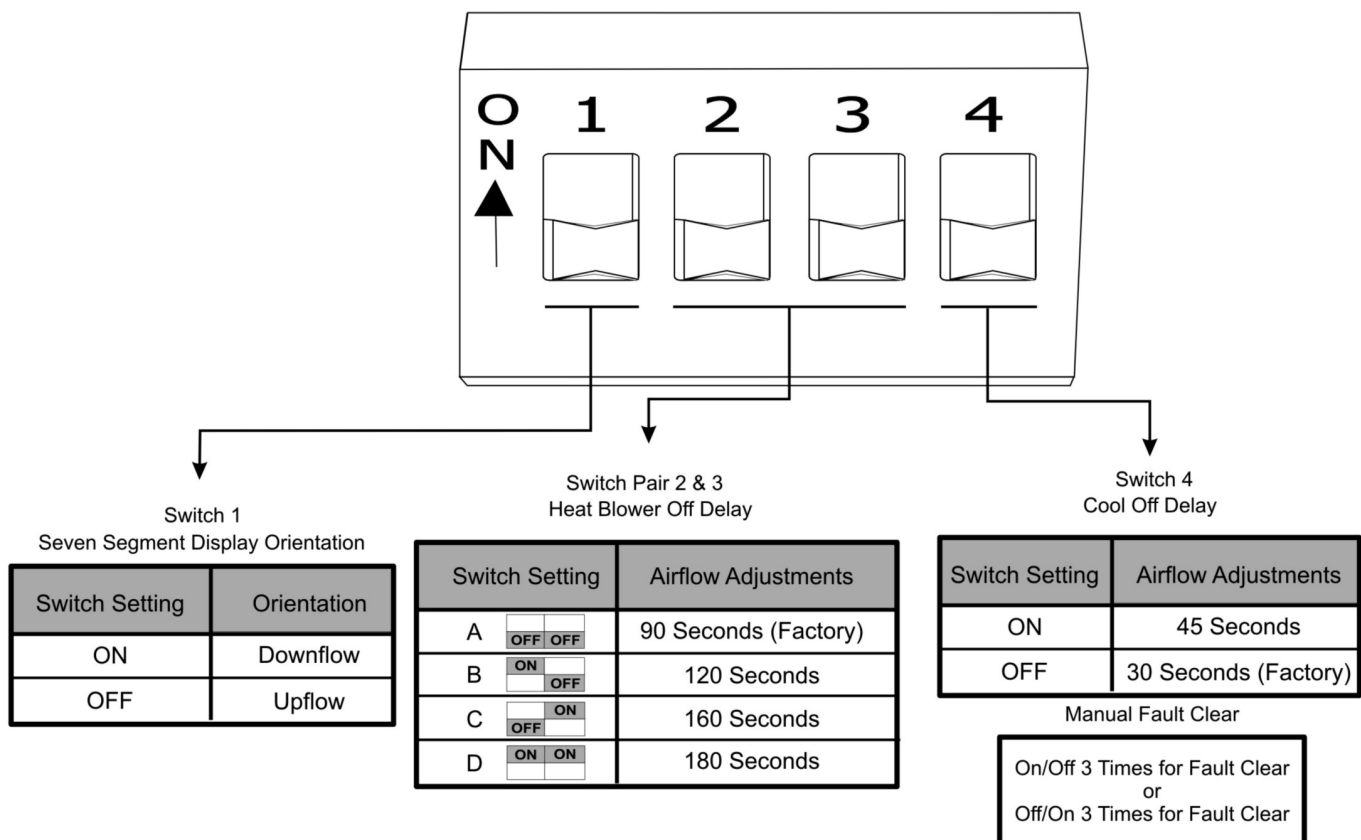 ON
1 2 3 4
Switch 1
Seven Segment Display Orientation
Switch Setting Orientation
ON Downflow
OFF Upflow
Switch Pair 2 & 3
Heat Blower Off Delay
Switch Setting Airflow Adjustments
A OFF OFF 90 Seconds (Factory)
B ON OFF 120 Seconds
C OFF ON 160 Seconds
D ON ON 180 Seconds
Switch 4
Cool Off Delay
Switch Setting Airflow Adjustments
ON 45 Seconds
OFF 30 Seconds (Factory)
Manual Fault Clear
On/Off 3 Times for Fault Clear
or
Off/On 3 Times for Fault Clear